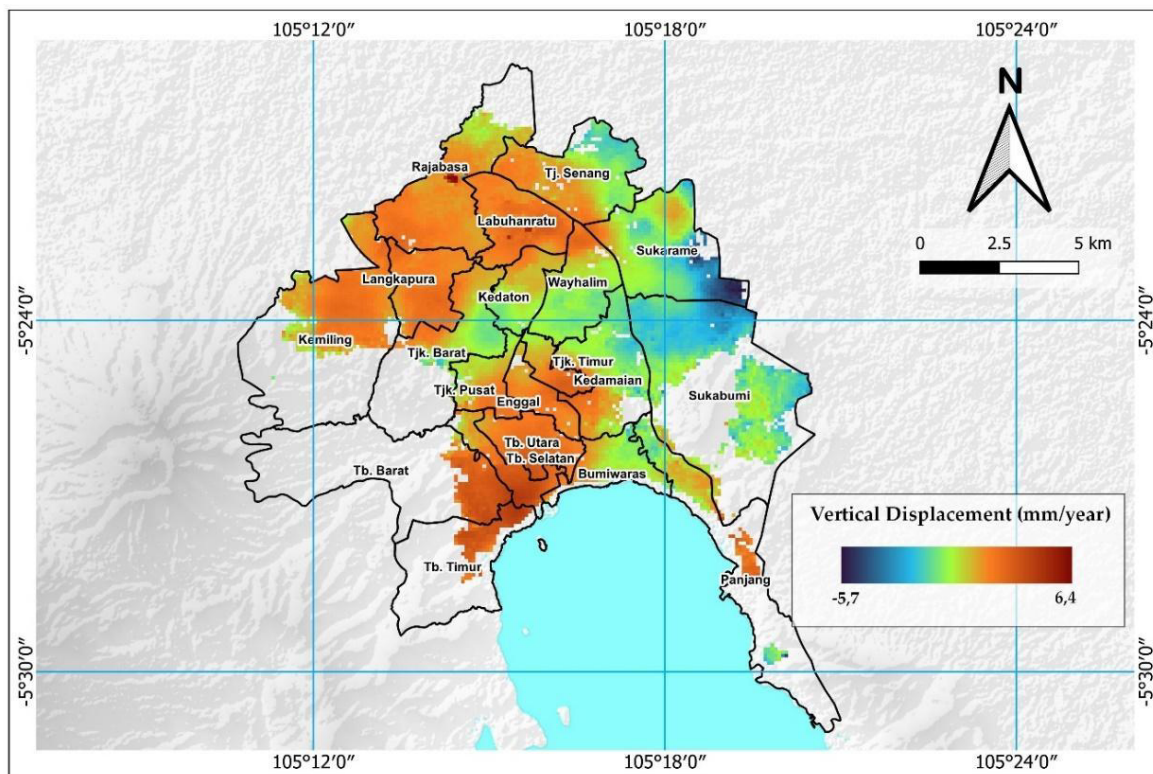 105°12′0″ 105°18′0″ 105°24′0″
N
Rajabasa
Tj. Senang
Labuhanratu
Sukarame
0 2.5 5 km
Langkapura
Wayhalim
Kedaton
-5°24′0″ -5°24′0″
Kemiling
Tjk. Barat
Tjk. Timur
Kedamaian
Tjk. Pusat
Enggal
Sukabumi
Tb. Utara
Tb. Selatan
Tb. Barat
Bumiwaras
Vertical Displacement (mm/year)
-5,7 6,4
Tb. Timur
Panjang
-5°30′0″ -5°30′0″
105°12′0″ 105°18′0″ 105°24′0″